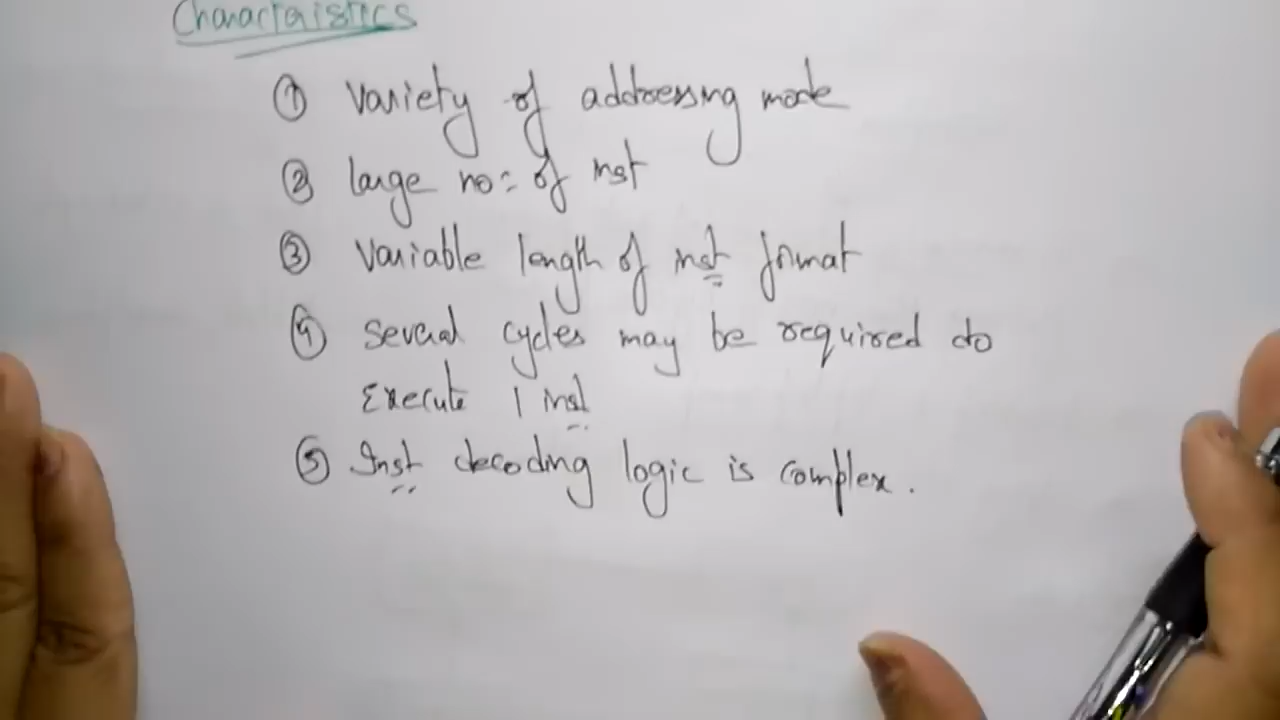 Characteristics
① Variety of addressing mode
② large no: of inst
③ Variable length of inst format
④ several cycles may be required to
Execute 1 inst
⑤ Inst decoding logic is complex.